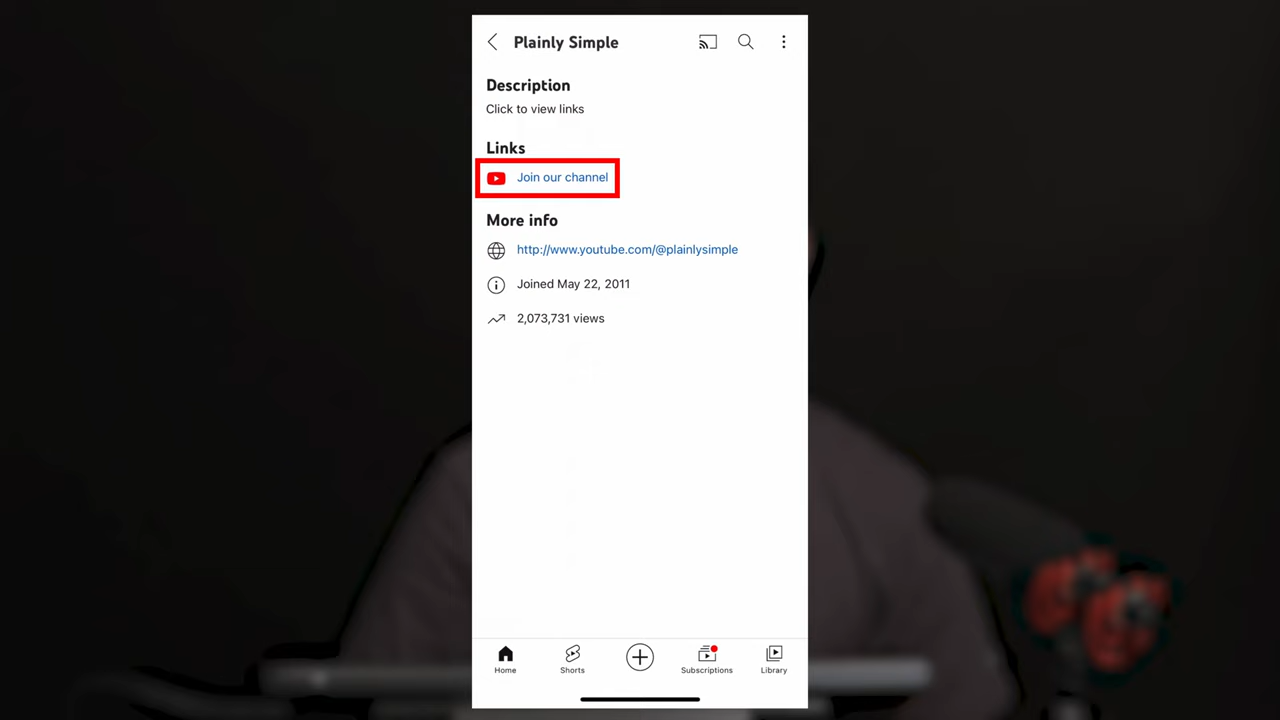 Plainly Simple
Description
Click to view links
Links
Join our channel
More info
http://www.youtube.com/@plainlysimple
Joined May 22, 2011
2,073,731 views
Home
Shorts
Subscriptions
Library